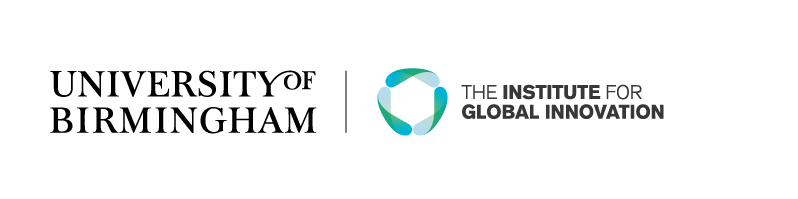 UNIVERSITY OF
BIRMINGHAM
THE INSTITUTE FOR
GLOBAL INNOVATION